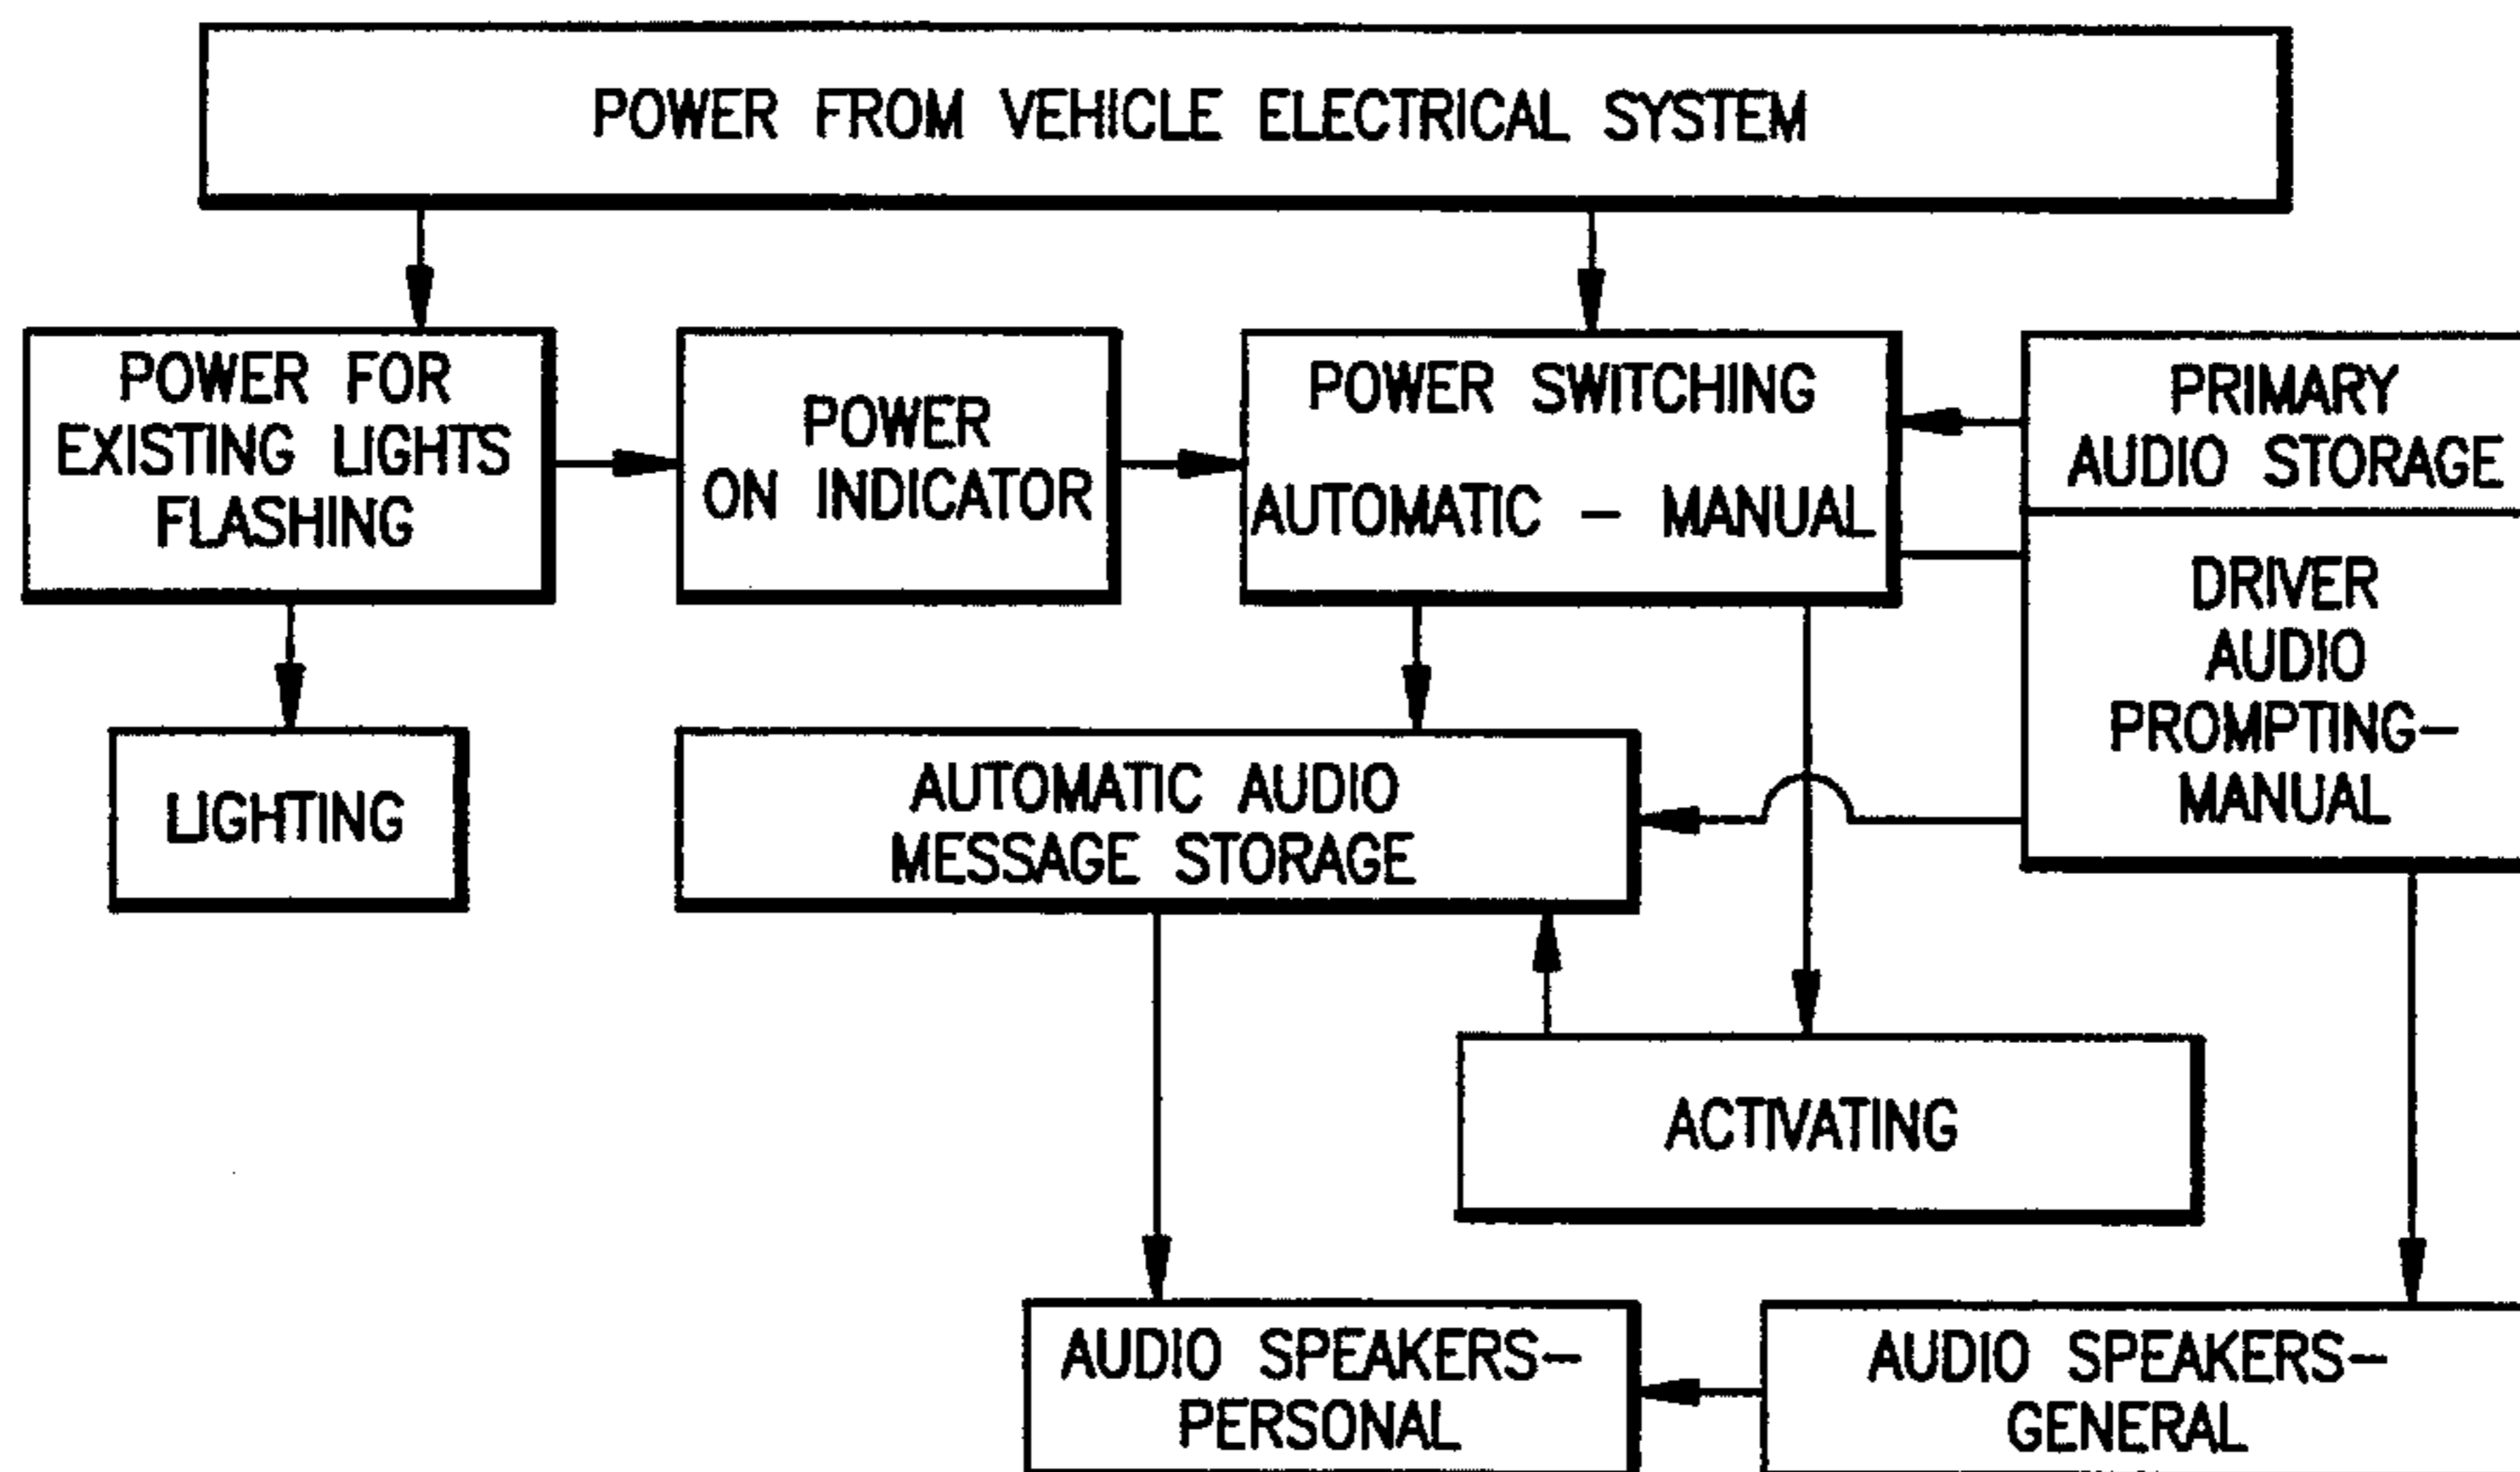 POWER FROM VEHICLE ELECTRICAL SYSTEM
POWER FOR
EXISTING LIGHTS
FLASHING
POWER
ON INDICATOR
POWER SWITCHING
AUTOMATIC – MANUAL
PRIMARY
AUDIO STORAGE
DRIVER
AUDIO
PROMPTING–
MANUAL
LIGHTING
AUTOMATIC AUDIO
MESSAGE STORAGE
ACTIVATING
AUDIO SPEAKERS–
PERSONAL
AUDIO SPEAKERS–
GENERAL